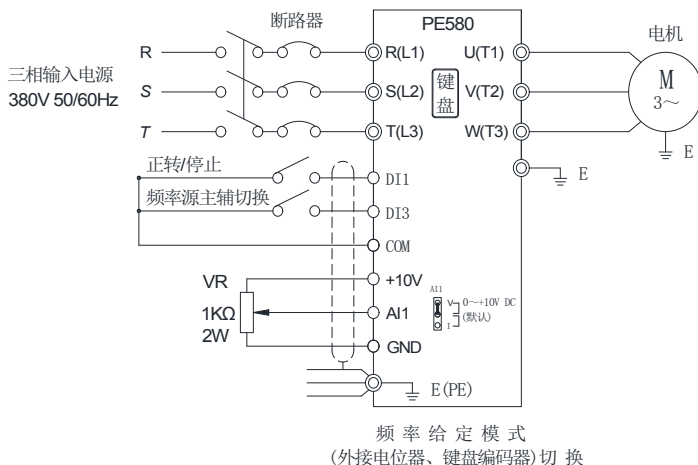 断路器
PE580
电机
R
R(L1)
U(T1)
三相输入电源
380V 50/60Hz
S
S(L2)
键盘
V(T2)
M
3～
T
T(L3)
W(T3)
E
正转/停止
DI1
E
频率源主辅切换
DI3
COM
VR
+10V
AI1
V
0～+10V DC
1KΩ
AI1
I
(默认)
2W
GND
E(PE)
频 率 给 定 模 式
(外接电位器、键盘编码器)切 换